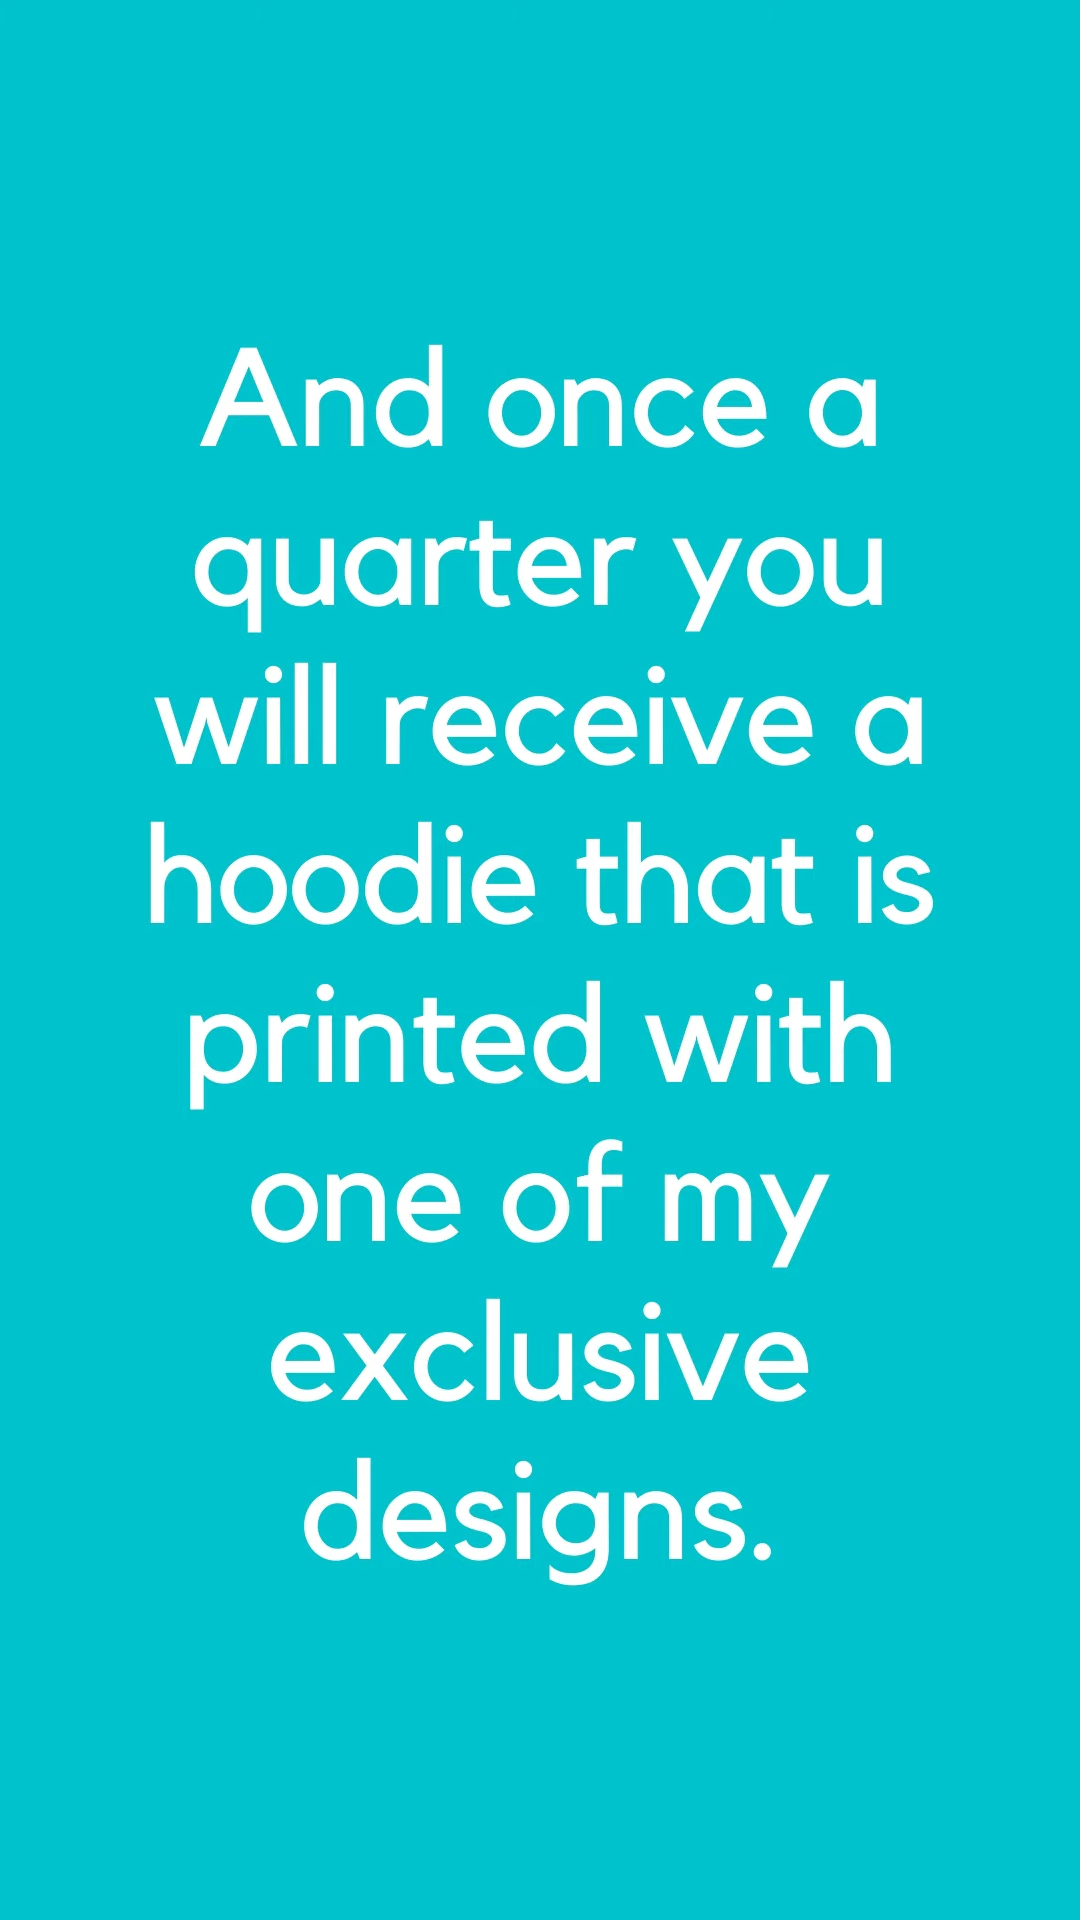 And once a
quarter you
will receive a
hoodie that is
printed with
one of my
exclusive
designs.